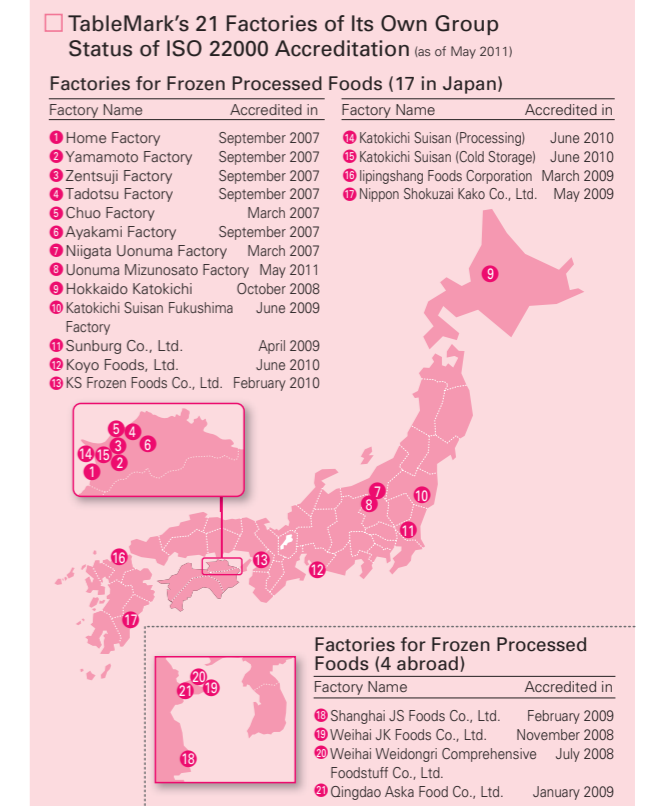 TableMark's 21 Factories of Its Own Group
Status of ISO 22000 Accreditation (as of May 2011)
Factories for Frozen Processed Foods (17 in Japan)
Factory Name Accredited in
1 Home Factory September 2007
2 Yamamoto Factory September 2007
3 Zentsuji Factory September 2007
4 Tadotsu Factory September 2007
5 Chuo Factory March 2007
6 Ayakami Factory September 2007
7 Niigata Uonuma Factory March 2007
8 Uonuma Mizunosato Factory May 2011
9 Hokkaido Katokichi October 2008
10 Katokichi Suisan Fukushima June 2009
Factory
11 Sunburg Co., Ltd. April 2009
12 Koyo Foods, Ltd. June 2010
13 KS Frozen Foods Co., Ltd. February 2010
Factory Name Accredited in
14 Katokichi Suisan (Processing) June 2010
15 Katokichi Suisan (Cold Storage) June 2010
16 Iipingshang Foods Corporation March 2009
17 Nippon Shokuzai Kako Co., Ltd. May 2009
9
5 4
3 6
14 15 2
1
7
8
10
11
16
13
12
17
Factories for Frozen Processed
Foods (4 abroad)
Factory Name Accredited in
18 Shanghai JS Foods Co., Ltd. February 2009
19 Weihai JK Foods Co., Ltd. November 2008
20 Weihai Weidongri Comprehensive July 2008
Foodstuff Co., Ltd.
21 Qingdao Aska Food Co., Ltd. January 2009
20
21 19
18